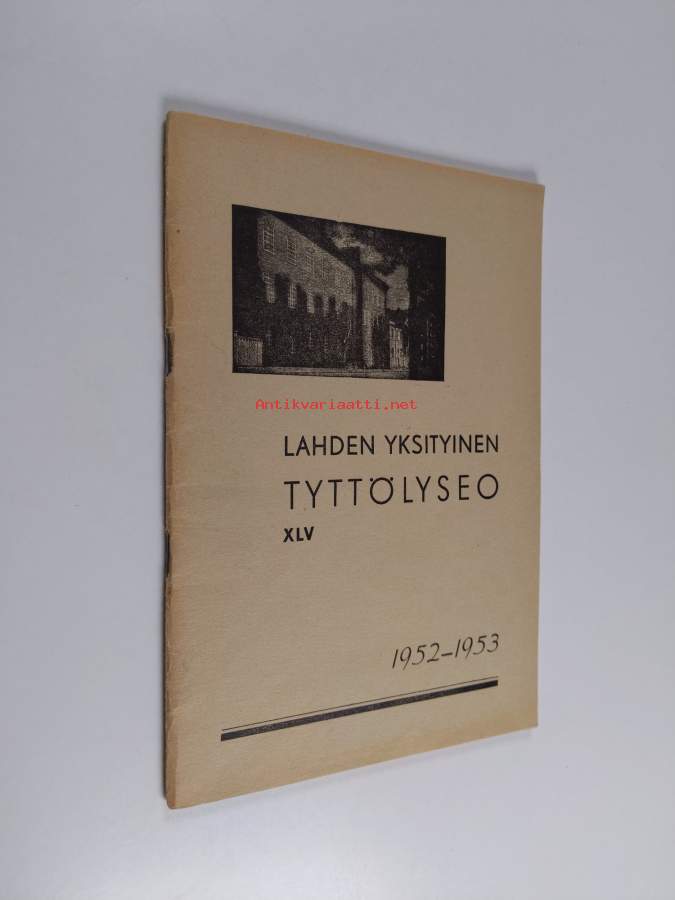 Antikvariaatti.net
LAHDEN YKSITYINEN
TYTTÖLYSEO
XLV
1952-1953